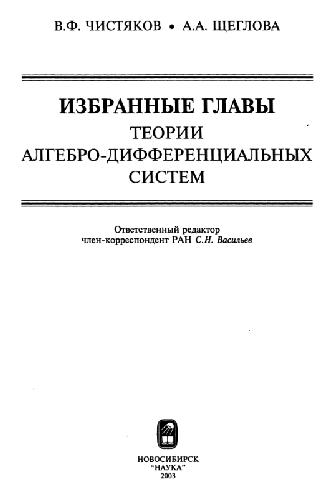 В.Ф. ЧИСТЯКОВ • А.А. ЩЕГЛОВА
ИЗБРАННЫЕ ГЛАВЫ
ТЕОРИИ
АЛГЕБРО-ДИФФЕРЕНЦИАЛЬНЫХ
СИСТЕМ
Ответственный редактор
член-корреспондент РАН С.Н. Васильев
НОВОСИБИРСК
"НАУКА"
2003